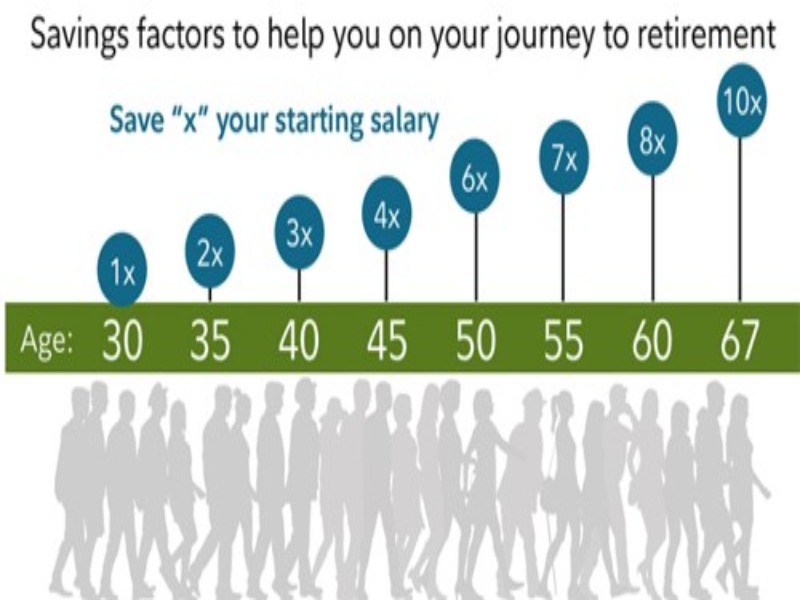 Savings factors to help you on your journey to retirement
Save “x” your starting salary
1x 2x 3x 4x 6x 7x 8x 10x
Age: 30 35 40 45 50 55 60 67